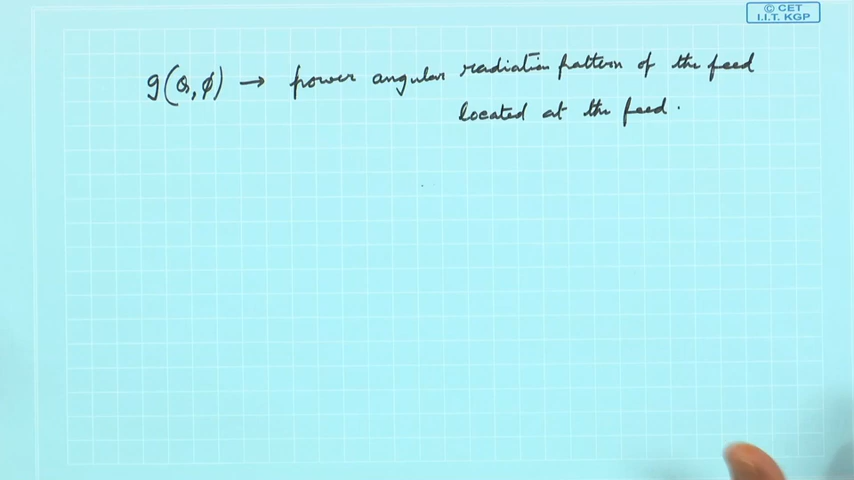 © CET
I.I.T. KGP
g(θ,φ) → power angular radiation pattern of the feed
located at the feed.